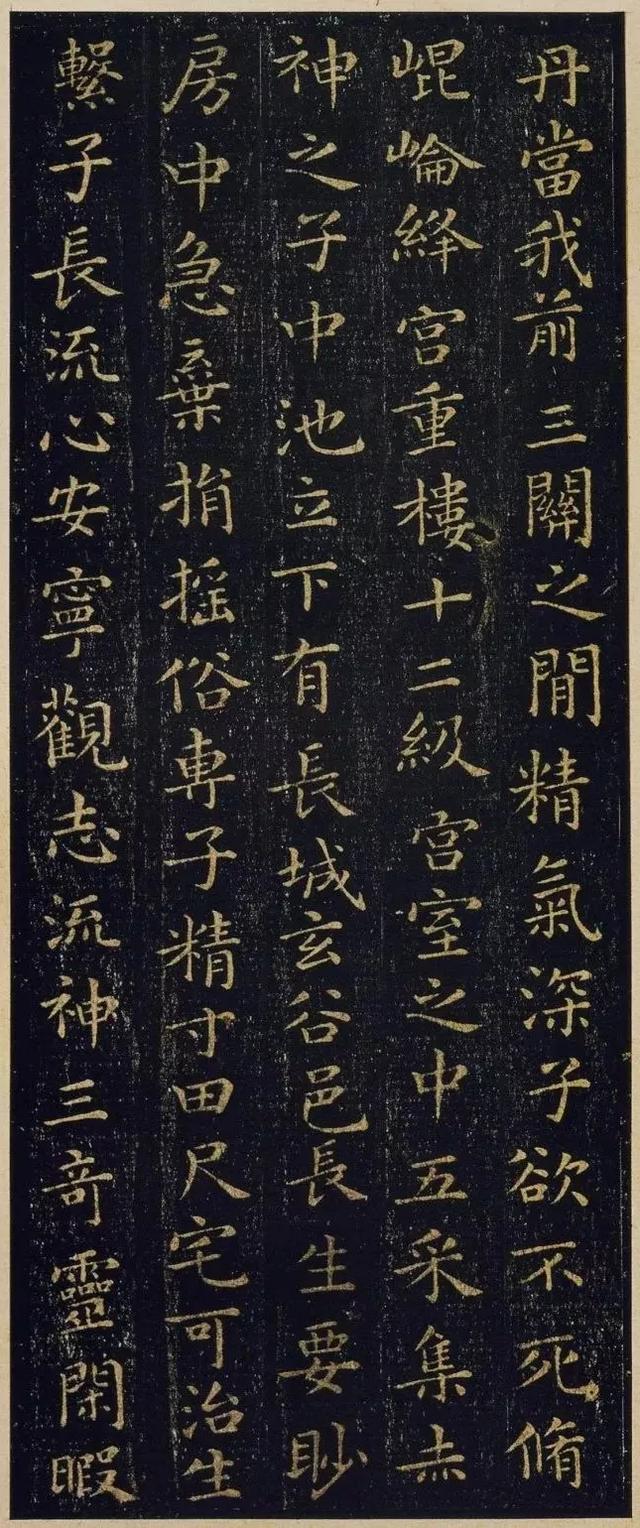 丹當我前三關之閒精氣深子欲不死脩
崐崘絳宮重樓十二級宮室之中五采集赤
神之子中池立下有長城玄谷邑長生要眇
房中急棄捐摇俗專子精寸田尺宅可治生
繫子長流心安寧觀志流神三奇靈閑暇